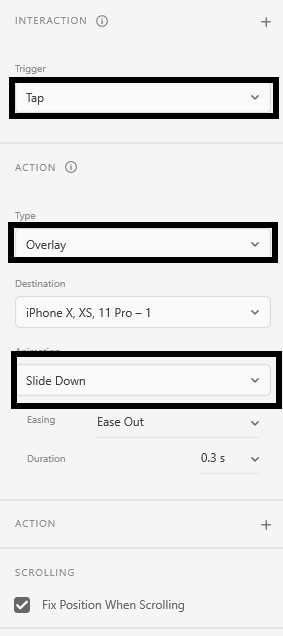 INTERACTION
Trigger
Tap
ACTION
Type
Overlay
Destination
iPhone X, XS, 11 Pro – 1
Animation
Slide Down
Easing Ease Out
Duration 0.3 s
ACTION
SCROLLING
Fix Position When Scrolling